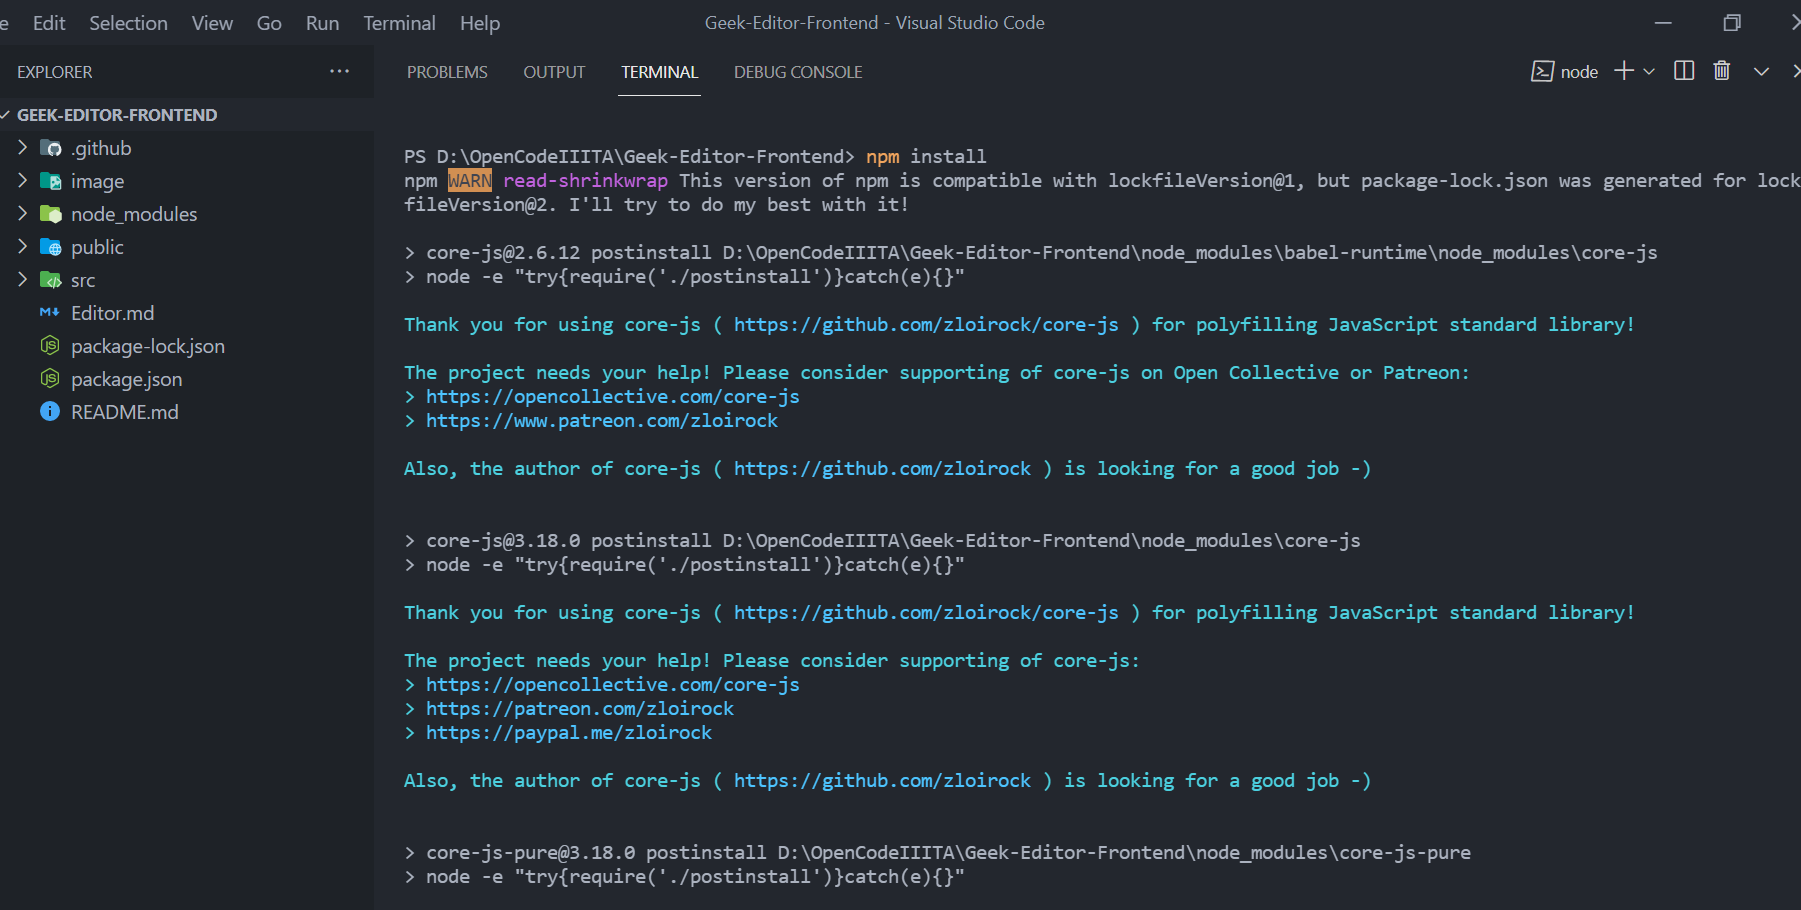 Edit Selection View Go Run Terminal Help Geek-Editor-Frontend - Visual Studio Code
EXPLORER
GEEK-EDITOR-FRONTEND
.github
image
node_modules
public
src
Editor.md
package-lock.json
package.json
README.md
PROBLEMS OUTPUT TERMINAL DEBUG CONSOLE node
PS D:\OpenCodeIIITA\Geek-Editor-Frontend> npm install
npm WARN read-shrinkwrap This version of npm is compatible with lockfileVersion@1, but package-lock.json was generated for lock
fileVersion@2. I'll try to do my best with it!
> core-js@2.6.12 postinstall D:\OpenCodeIIITA\Geek-Editor-Frontend\node_modules\babel-runtime\node_modules\core-js
> node -e "try{require('./postinstall')}catch(e){}"
Thank you for using core-js ( https://github.com/zloirock/core-js ) for polyfilling JavaScript standard library!
The project needs your help! Please consider supporting of core-js on Open Collective or Patreon:
> https://opencollective.com/core-js
> https://www.patreon.com/zloirock
Also, the author of core-js ( https://github.com/zloirock ) is looking for a good job -)
> core-js@3.18.0 postinstall D:\OpenCodeIIITA\Geek-Editor-Frontend\node_modules\core-js
> node -e "try{require('./postinstall')}catch(e){}"
Thank you for using core-js ( https://github.com/zloirock/core-js ) for polyfilling JavaScript standard library!
The project needs your help! Please consider supporting of core-js:
> https://opencollective.com/core-js
> https://patreon.com/zloirock
> https://paypal.me/zloirock
Also, the author of core-js ( https://github.com/zloirock ) is looking for a good job -)
> core-js-pure@3.18.0 postinstall D:\OpenCodeIIITA\Geek-Editor-Frontend\node_modules\core-js-pure
> node -e "try{require('./postinstall')}catch(e){}"